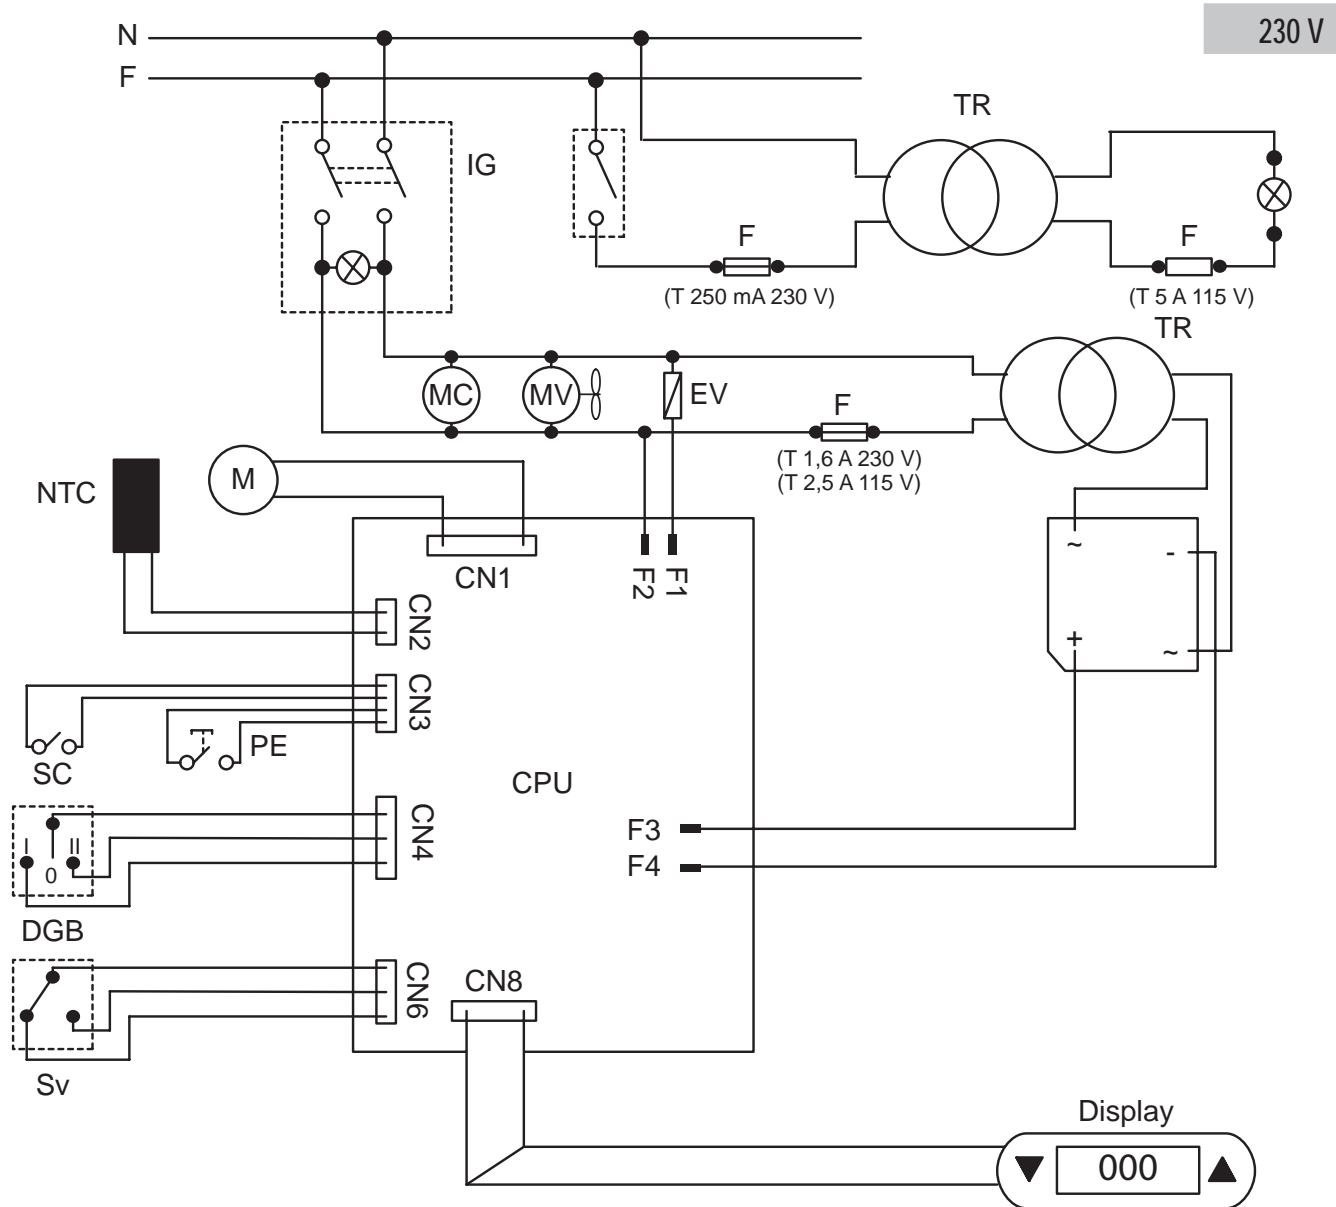 230 V
N
F
TR
IG
F
F
(T 250 mA 230 V)
(T 5 A 115 V)
TR
MC
MV
EV
F
(T 1,6 A 230 V)
(T 2,5 A 115 V)
M
NTC
CN1
F2
F1
~
-
+
~
CN2
CN3
SC
PE
CPU
CN4
I
II
0
F3
F4
DGB
CN6
CN8
Sv
Display
000